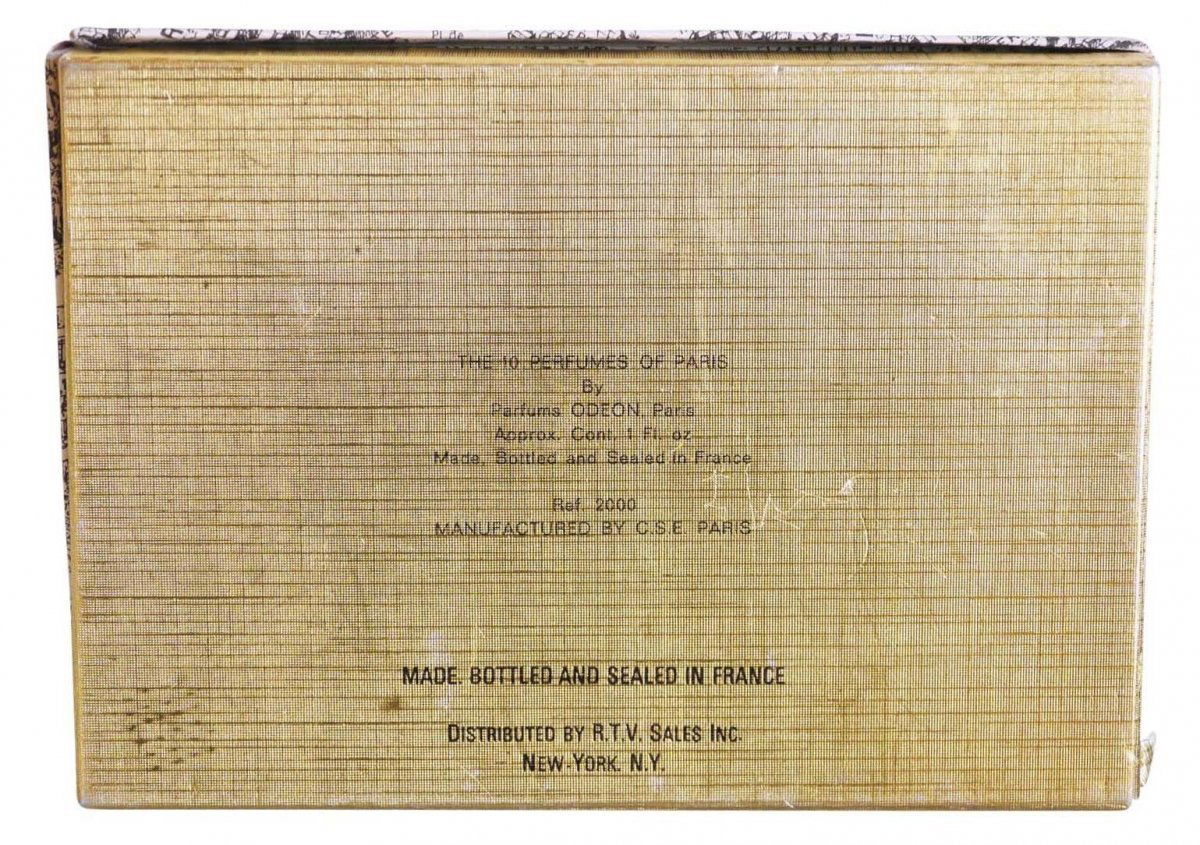 THE 10 PERFUMES OF PARIS
By
Parfums ODEON, Paris
Approx. Cont. 1 Fl. oz
Made, Bottled and Sealed in France
Ref. 2000
MANUFACTURED BY C.S.E. PARIS
MADE, BOTTLED AND SEALED IN FRANCE
DISTRIBUTED BY R.T.V. SALES INC.
NEW-YORK. N.Y.